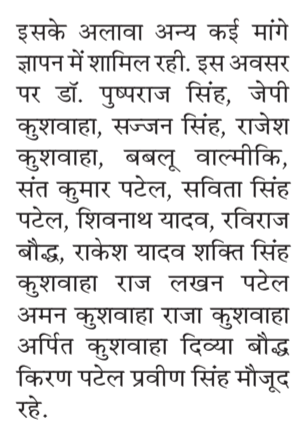 इसके अलावा अन्य कई मांगे
ज्ञापन में शामिल रही. इस अवसर
पर डॉ. पुष्पराज सिंह, जेपी
कुशवाहा, सज्जन सिंह, राजेश
कुशवाहा, बबलू वाल्मीकि,
संत कुमार पटेल, सविता सिंह
पटेल, शिवनाथ यादव, रविराज
बौद्ध, राकेश यादव शक्ति सिंह
कुशवाहा राज लखन पटेल
अमन कुशवाहा राजा कुशवाहा
अर्पित कुशवाहा दिव्या बौद्ध
किरण पटेल प्रवीण सिंह मौजूद
रहे.